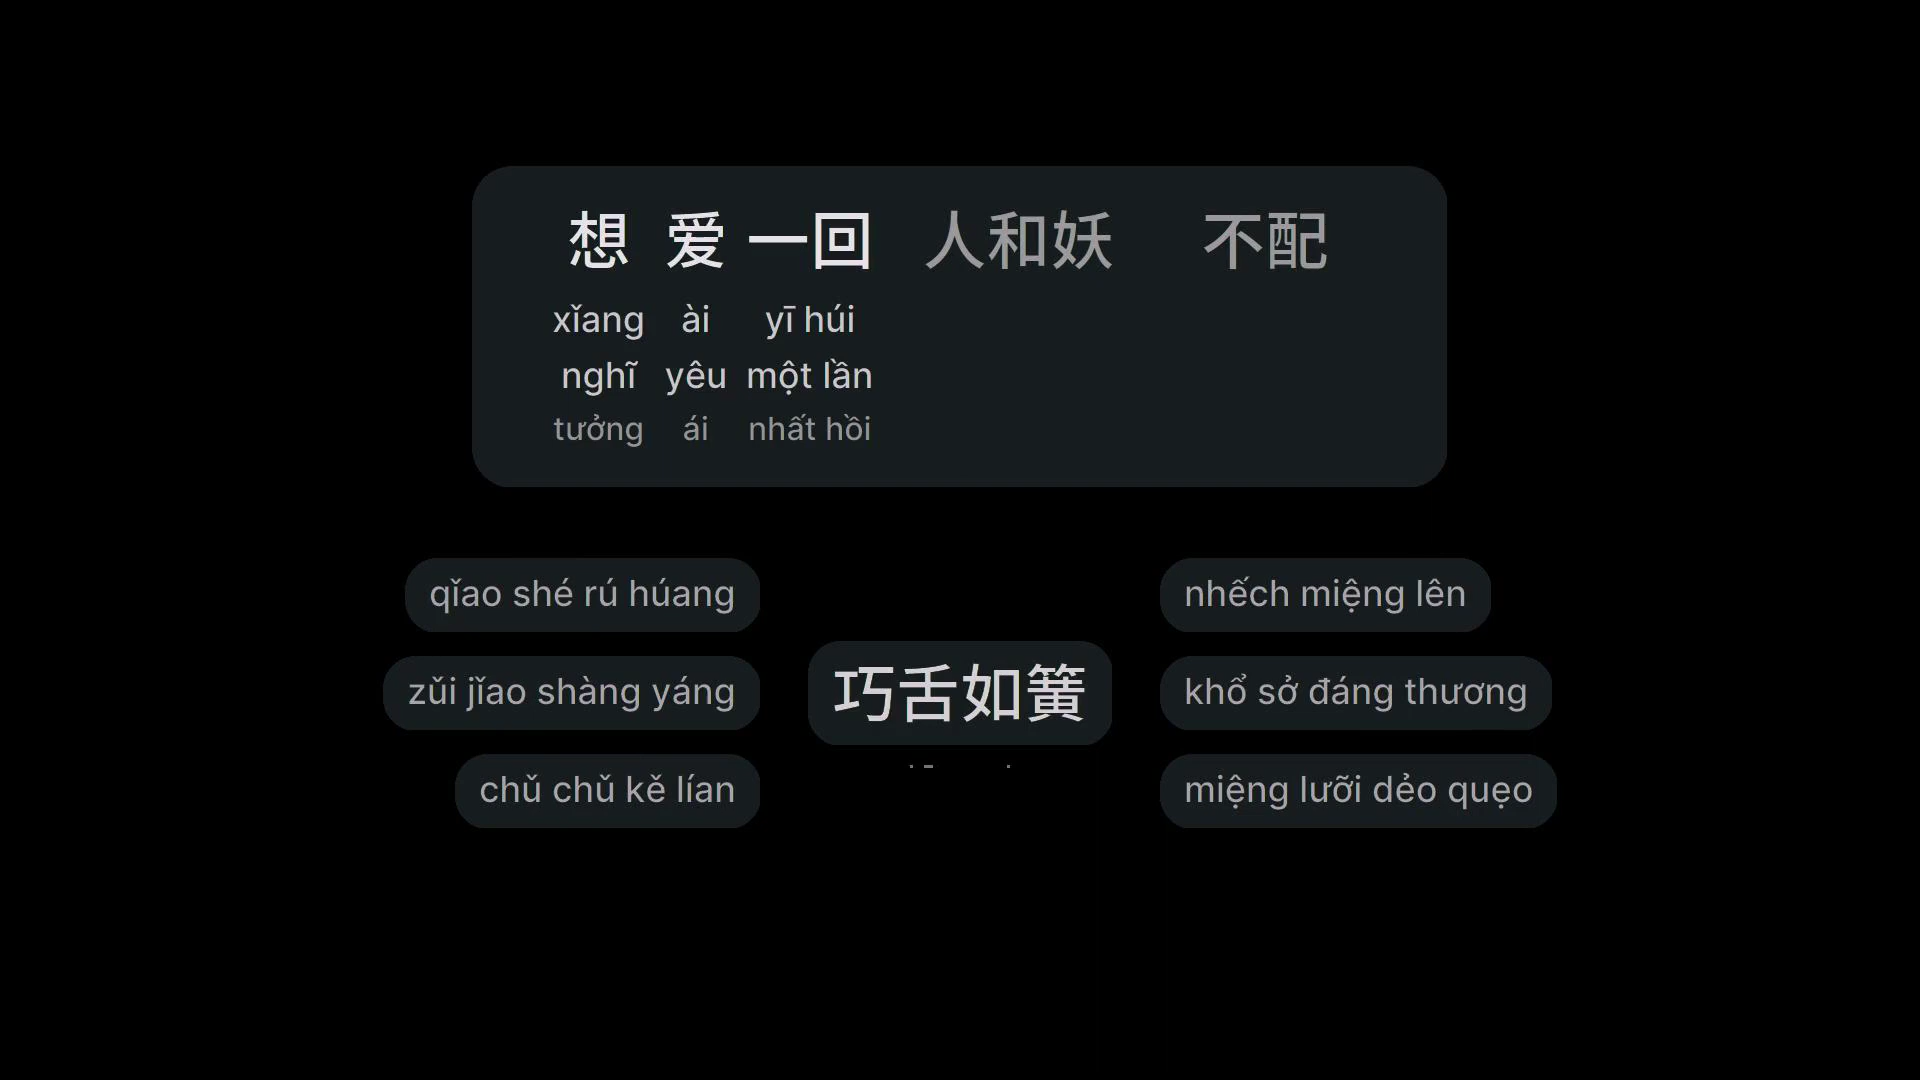 想 爱 一回 人和妖 不配
xǐang ài yī húi
nghĩ yêu một lần
tưởng ái nhất hồi
qǐao shé rú húang
nhếch miệng lên
zǔi jǐao shàng yáng
巧舌如簧
khổ sở đáng thương
chǔ chǔ kě lían
miệng lưỡi dẻo quẹo